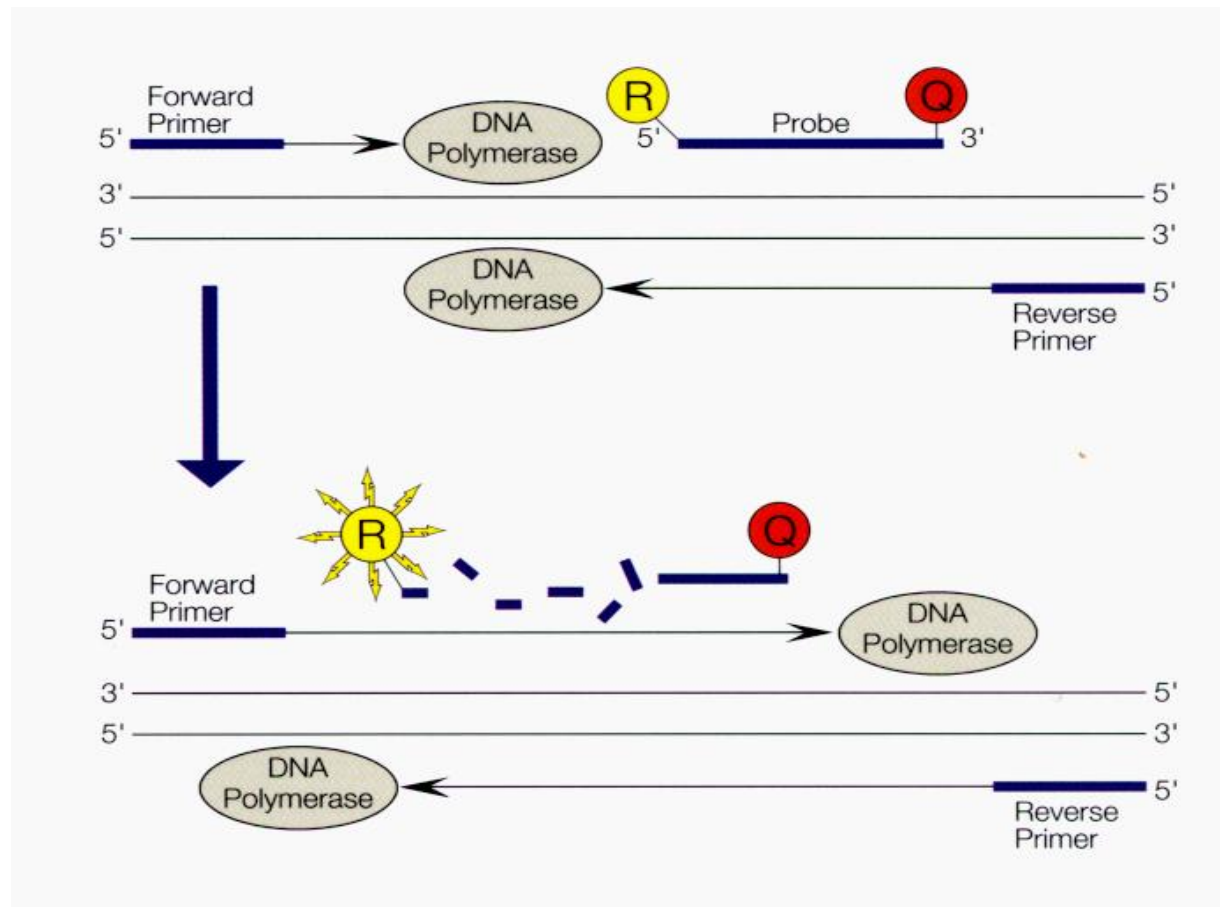 Forward
Primer
5'
DNA
Polymerase
R
5'
Probe
Q
3'
3'
5'
5'
3'
DNA
Polymerase
5'
Reverse
Primer
R
Q
Forward
Primer
5'
DNA
Polymerase
3'
5'
5'
3'
DNA
Polymerase
5'
Reverse
Primer